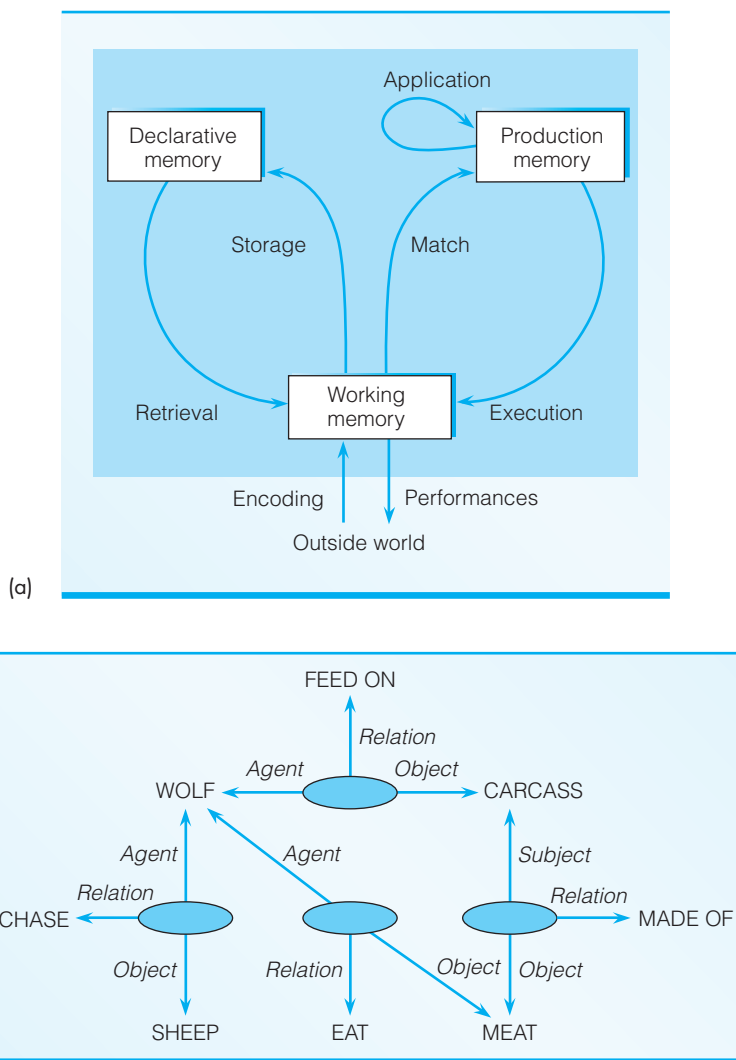 Application
Declarative
memory
Production
memory
Storage
Match
Retrieval
Working
memory
Execution
Encoding
Performances
Outside world
(a)
FEED ON
Relation
Agent
Object
WOLF
CARCASS
Agent
Agent
Subject
Relation
Relation
CHASE
MADE OF
Object
Relation
Object
Object
SHEEP
EAT
MEAT